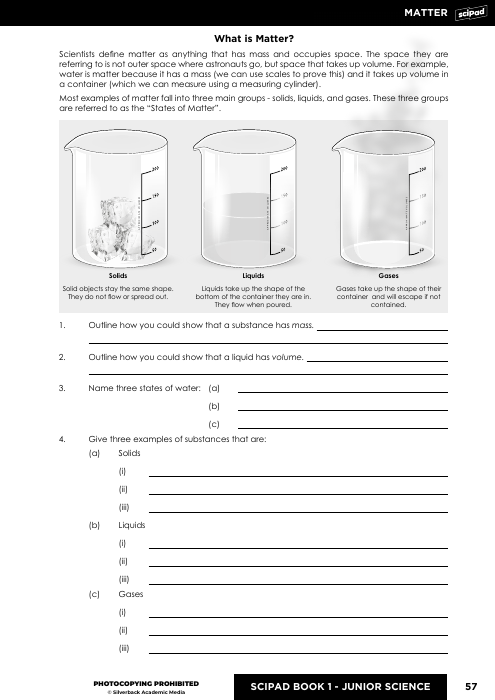 MATTER scipad
What is Matter?
Scientists define matter as anything that has mass and occupies space. The space they are
referring to is not outer space where astronauts go, but space that takes up volume. For example,
water is matter because it has a mass (we can use scales to prove this) and it takes up volume in
a container (which we can measure using a measuring cylinder).
Most examples of matter fall into three main groups - solids, liquids, and gases. These three groups
are referred to as the “States of Matter”.
200 200 200
150 150 150
100 100 100
50 50 50
Solids Liquids Gases
Solid objects stay the same shape.
They do not flow or spread out.
Liquids take up the shape of the
bottom of the container they are in.
They flow when poured.
Gases take up the shape of their
container and will escape if not
contained.
1. Outline how you could show that a substance has mass.
2. Outline how you could show that a liquid has volume.
3. Name three states of water: (a)
(b)
(c)
4. Give three examples of substances that are:
(a) Solids
(i)
(ii)
(iii)
(b) Liquids
(i)
(ii)
(iii)
(c) Gases
(i)
(ii)
(iii)
PHOTOCOPYING PROHIBITED
© Silverback Academic Media
SCIPAD BOOK 1 - JUNIOR SCIENCE 57